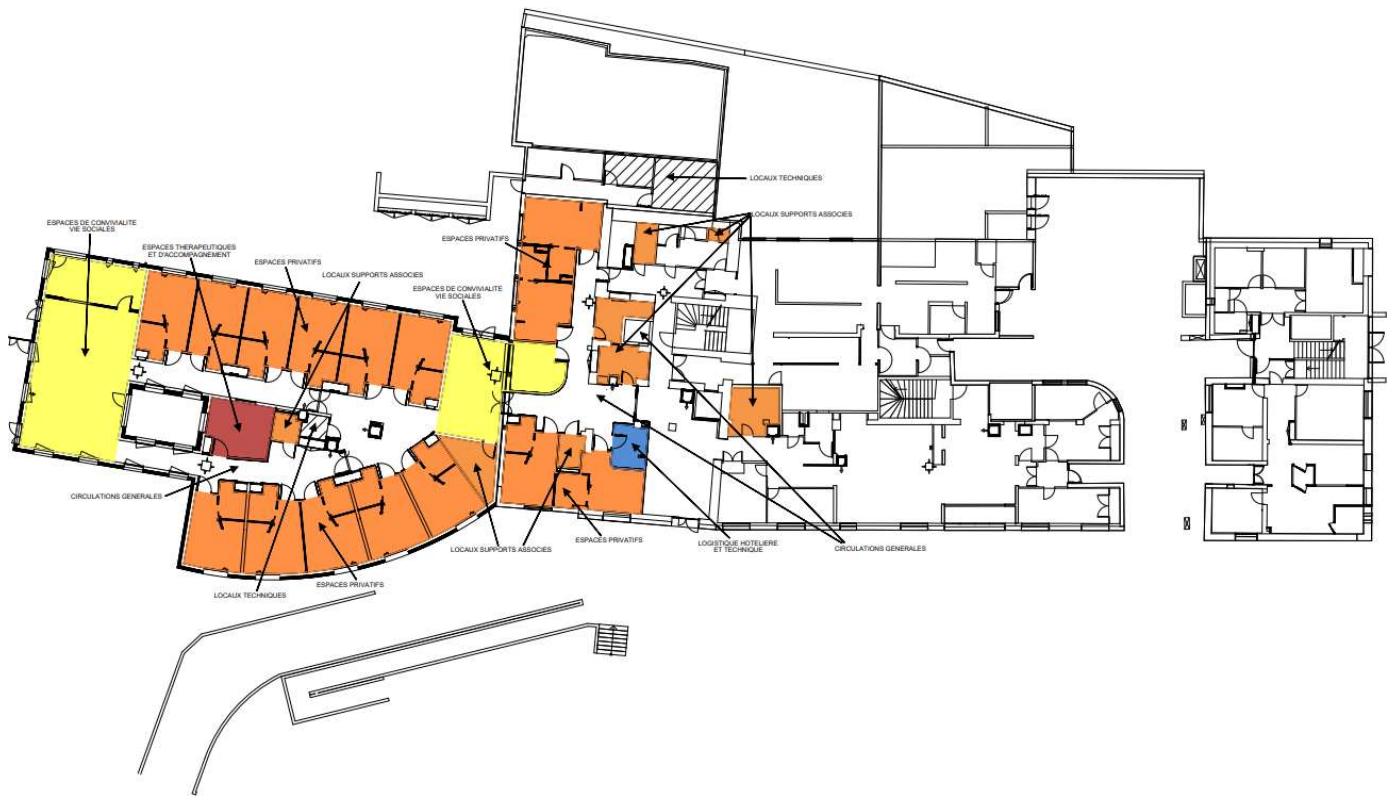 LOCAUX TECHNIQUES
ESPACES DE CONVIVIALITE
VIE SOCIALES
ESPACES THERAPEUTIQUES
ET D'ACCOMPAGNEMENT
ESPACES PRIVATIFS
LOCAUX SUPPORTS ASSOCIES
ESPACES PRIVATIFS
LOCAUX SUPPORTS ASSOCIES
ESPACES DE CONVIVIALITE
VIE SOCIALES
CIRCULATIONS GENERALES
LOCAUX SUPPORTS ASSOCIES
ESPACES PRIVATIFS
LOGISTIQUE HOTELIERE
ET TECHNIQUE
CIRCULATIONS GENERALES
ESPACES PRIVATIFS
LOCAUX TECHNIQUES